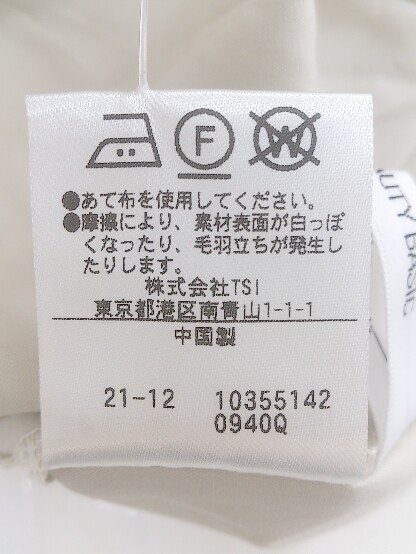 F
W
●あて布を使用してください。
●摩擦により、素材表面が白っぽ
くなったり、毛羽立ちが発生し
たりします。
株式会社TSI
東京都港区南青山1-1-1
中国製
21-12 10355142
0940Q
UTY BASIC